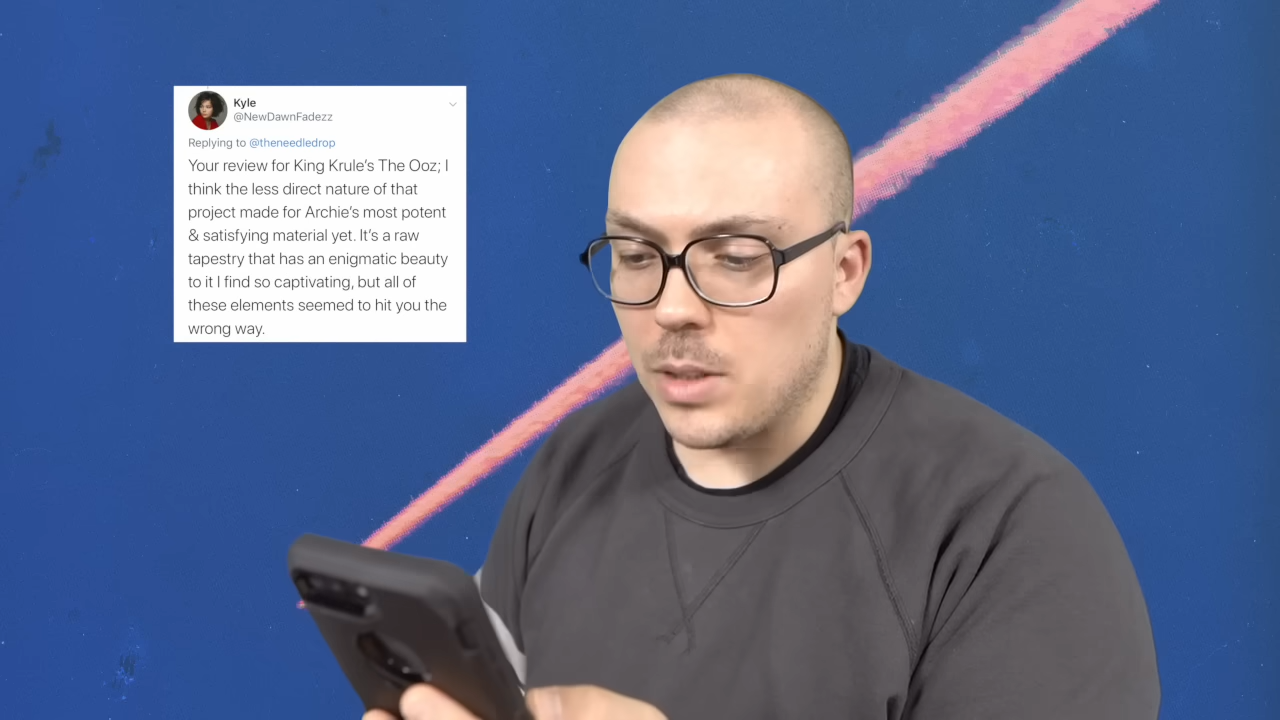 Kyle
@NewDawnFadezz
Replying to @theneedledrop
Your review for King Krule's The Ooz; I
think the less direct nature of that
project made for Archie's most potent
& satisfying material yet. It's a raw
tapestry that has an enigmatic beauty
to it I find so captivating, but all of
these elements seemed to hit you the
wrong way.